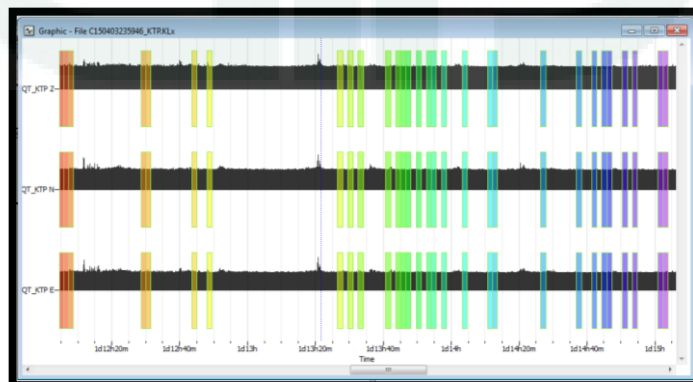 Graphic - File C150403235946_KTRKLx
QT_KTP Z
QT_KTP N
QT_KTP E
1d12h20m 1d12h40m 1d13h 1d13h20m 1d13h40m 1d14h 1d14h20m 1d14h40m 1d15h
Time